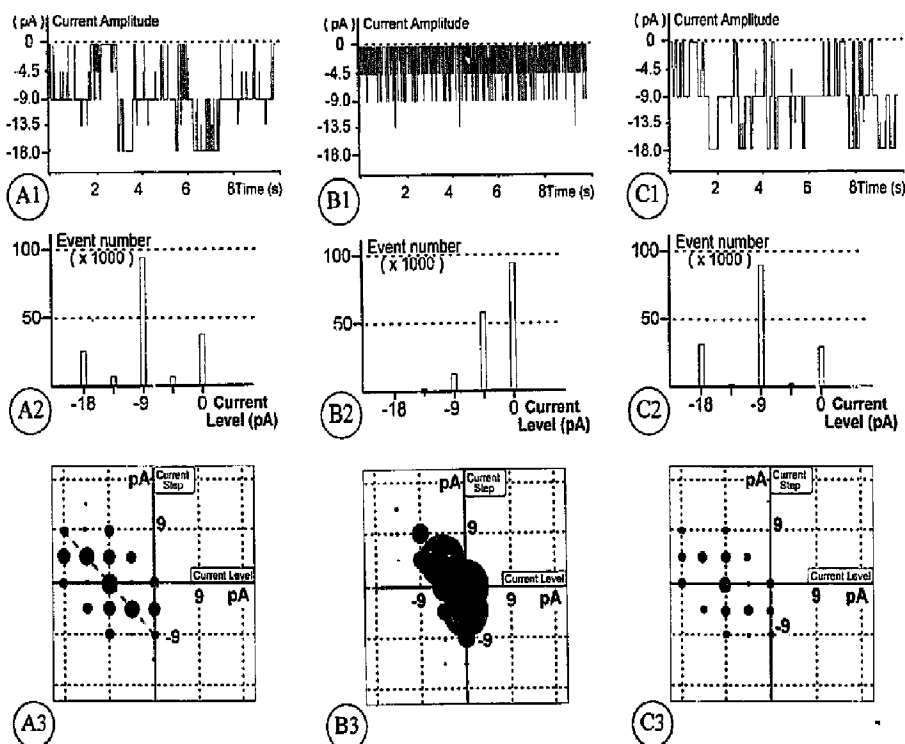 (pA) Current Amplitude
0
-4.5
-9.0
-13.5
-18.0
2 4 6 8Time (s)
A1
(pA) Current Amplitude
0
-4.5
-9.0
-13.5
-18.0
2 4 6 8Time (s)
B1
(pA) Current Amplitude
0
-4.5
-9.0
-13.5
-18.0
2 4 6 8Time (s)
C1
100
Event number
( x 1000 )
50
-18 -9 0 Current
Level (pA)
A2
100
Event number
( x 1000 )
50
-18 -9 0 Current
Level (pA)
B2
100
Event number
( x 1000 )
50
-18 -9 0 Current
Level (pA)
C2
pA Current
Step
9
Current Level
9
pA
-9
A3
pA Current
Step
9
Current Level
-9 9
pA
-9
B3
pA Current
Step
9
Current Level
9
pA
-9
C3